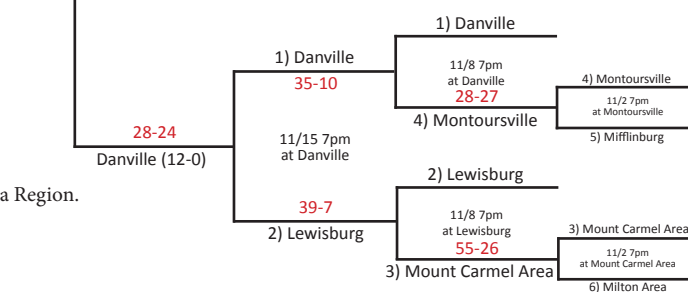 1) Danville
1) Danville
35-10
11/8 7pm
at Danville
28-27
4) Montoursville
4) Montoursville
11/2 7pm
at Montoursville
5) Mifflinburg
28-24
Danville (12-0)
11/15 7pm
at Danville
a Region.
2) Lewisburg
39-7
2) Lewisburg
11/8 7pm
at Lewisburg
55-26
3) Mount Carmel Area
3) Mount Carmel Area
11/2 7pm
at Mount Carmel Area
6) Milton Area